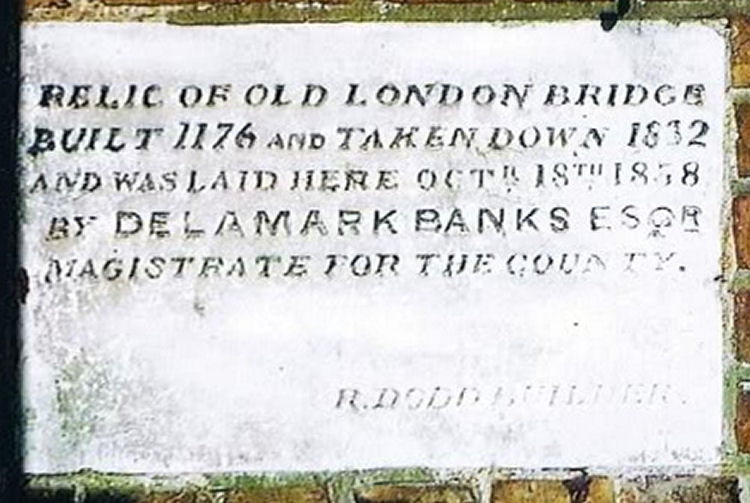 RELIC OF OLD LONDON BRIDGE
BUILT 1176 AND TAKEN DOWN 1832
AND WAS LAID HERE OCTR 18TH 1838
BY DELAMARK BANKS ESQR
MAGISTRATE FOR THE COUNTY.
R. DODD BUILDER.